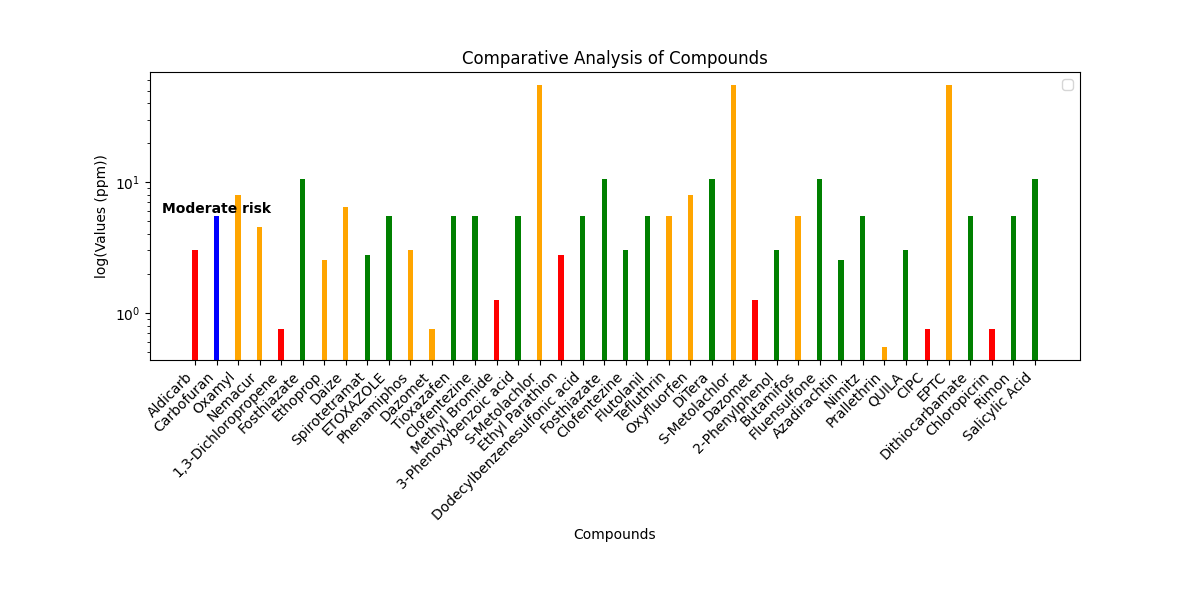 Comparative Analysis of Compounds
log(Values (ppm))
10¹
10⁰
Moderate risk
Aldicarb
Carbofuran
Oxamyl
Nemacur
1,3-Dichloropropene
Fosthiazate
Ethoprop
Daize
Spirotetramat
ETOXAZOLE
Phenamiphos
Dazomet
Tioxazafen
Clofentezine
Methyl Bromide
3-Phenoxybenzoic acid
S-Metolachlor
Ethyl Parathion
Dodecylbenzenesulfonic acid
Fosthiazate
Clofentezine
Flutolanil
Tefluthrin
Oxyfluorfen
DiTera
S-Metolachlor
Dazomet
2-Phenylphenol
Butamifos
Fluensulfone
Azadirachtin
Nimitz
Prallethrin
QUILA
CIPC
EPTC
Dithiocarbamate
Chloropicrin
Rimon
Salicylic Acid
Compounds